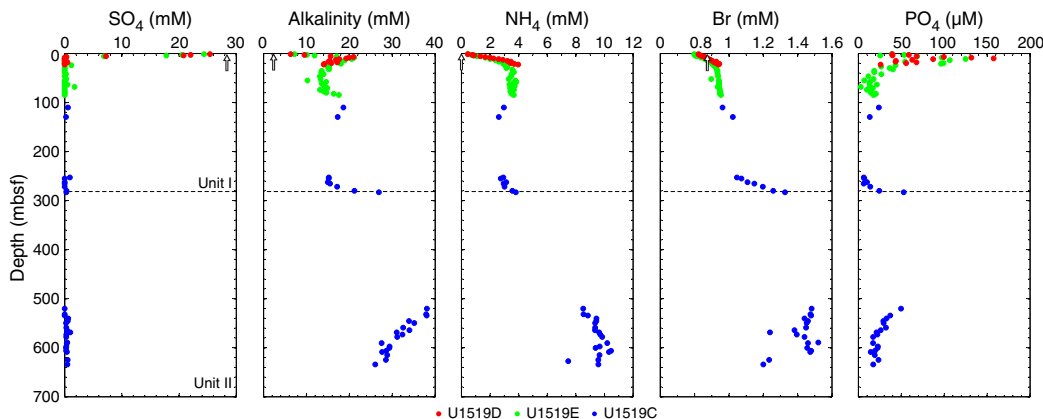 SO4 (mM) Alkalinity (mM) NH4 (mM) Br (mM) PO4 (µM)
0 10 20 30 0 10 20 30 40 0 2 4 6 8 10 12 0 0.8 1 1.2 1.4 1.6 0 50 100 150 200
0
100
200
Unit I
300
Depth (mbsf)
400
500
600
Unit II
700
U1519D U1519E U1519C